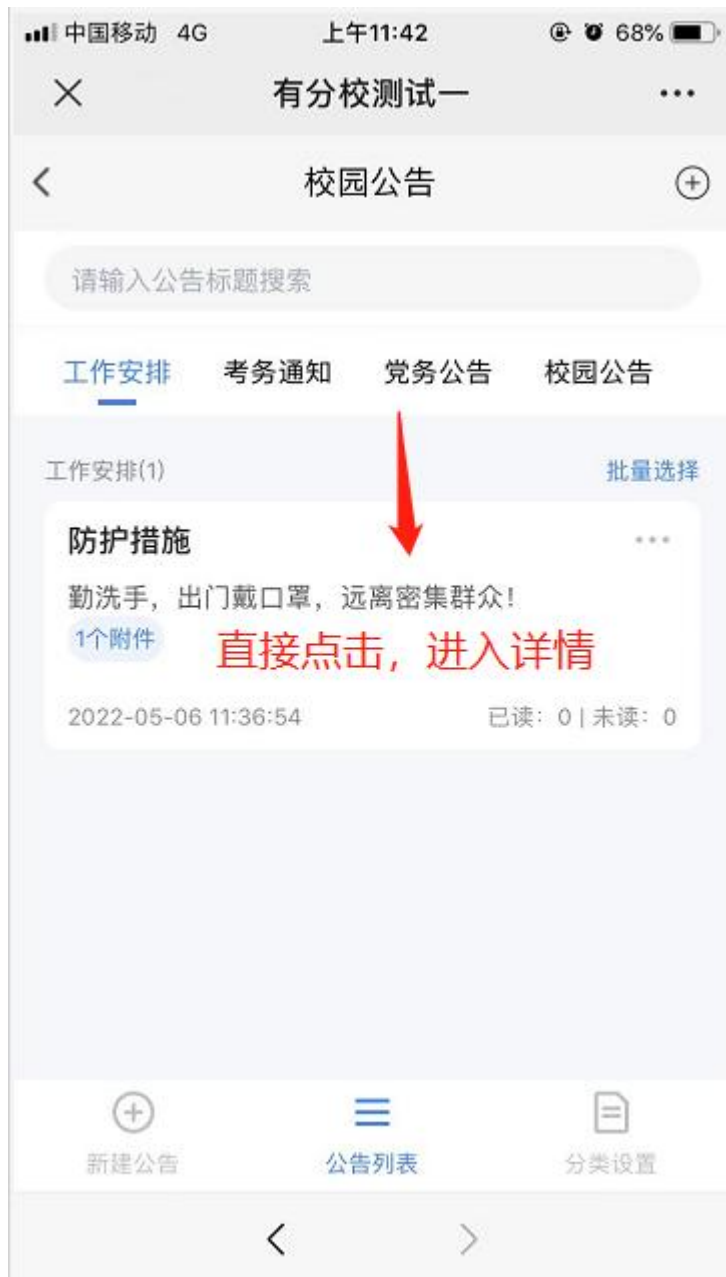 中国移动 4G 上午11:42 68%
有分校测试一
校园公告
请输入公告标题搜索
工作安排 考务通知 党务公告 校园公告
工作安排(1) 批量选择
防护措施
勤洗手，出门戴口罩，远离密集群众！
1个附件
直接点击，进入详情
2022-05-06 11:36:54 已读：0 | 未读：0
新建公告 公告列表 分类设置